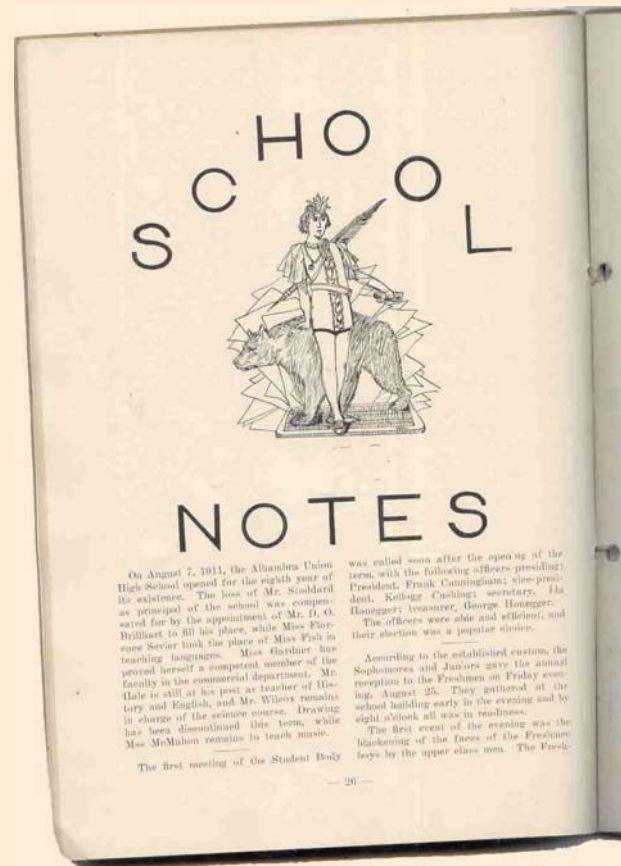 SCHOOL
NOTES
On August 7, 1911, the Alhambra Union
High School opened for the eighth year of
its existence. The loss of Mr. Stoddard
as principal of the school was compen-
sated for by the appointment of Mr. D. O.
Brillhart to fill his place, while Miss Flor-
ence Sevier took the place of Miss Fish in
teaching languages. Miss Gardner has
proved herself a competent member of the
faculty in the commercial department. Mr.
Hale is still at his post as teacher of His-
tory and English, and Mr. Wilcox remains
in charge of the science course. Drawing
has been discontinued this term, while
Mss McMahon remains to teach music.
The first meeting of the Student Body
was called soon after the open'ng of the
term, with the following officers presiding:
President, Frank Cunningham; vice-presi-
dent, Kellogg Cushing; secretary, Ida
Honegger; treasurer, George Honegger.
The officers were able and efficient, and
their election was a popular choice.
According to the established custom, the
Sophomores and Juniors gave the annual
reception to the Freshmen on Friday even-
ing, August 25. They gathered at the
school building early in the evening and by
eight o'clock all was in readiness.
The first event of the evening was the
blackening of the faces of the Freshmen
boys by the upper class men. The Fresh-
— 26 —